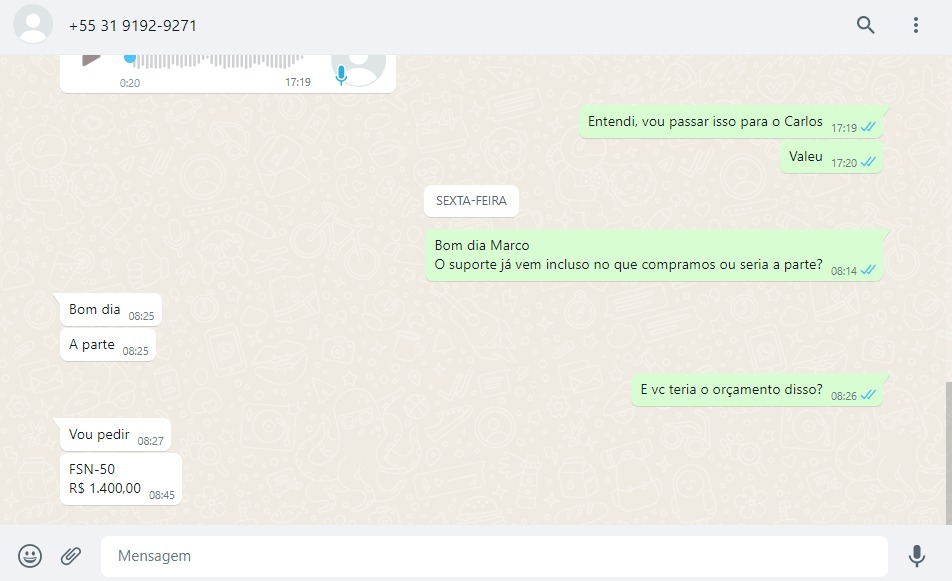 +55 31 9192-9271
0:20
17:19
Entendi, vou passar isso para o Carlos 17:19
Valeu 17:20
SEXTA-FEIRA
Bom dia Marco
O suporte já vem incluso no que compramos ou seria a parte? 08:14
Bom dia 08:25
A parte 08:25
E vc teria o orçamento disso? 08:26
Vou pedir 08:27
FSN-50
R$ 1.400,00 08:45
Mensagem